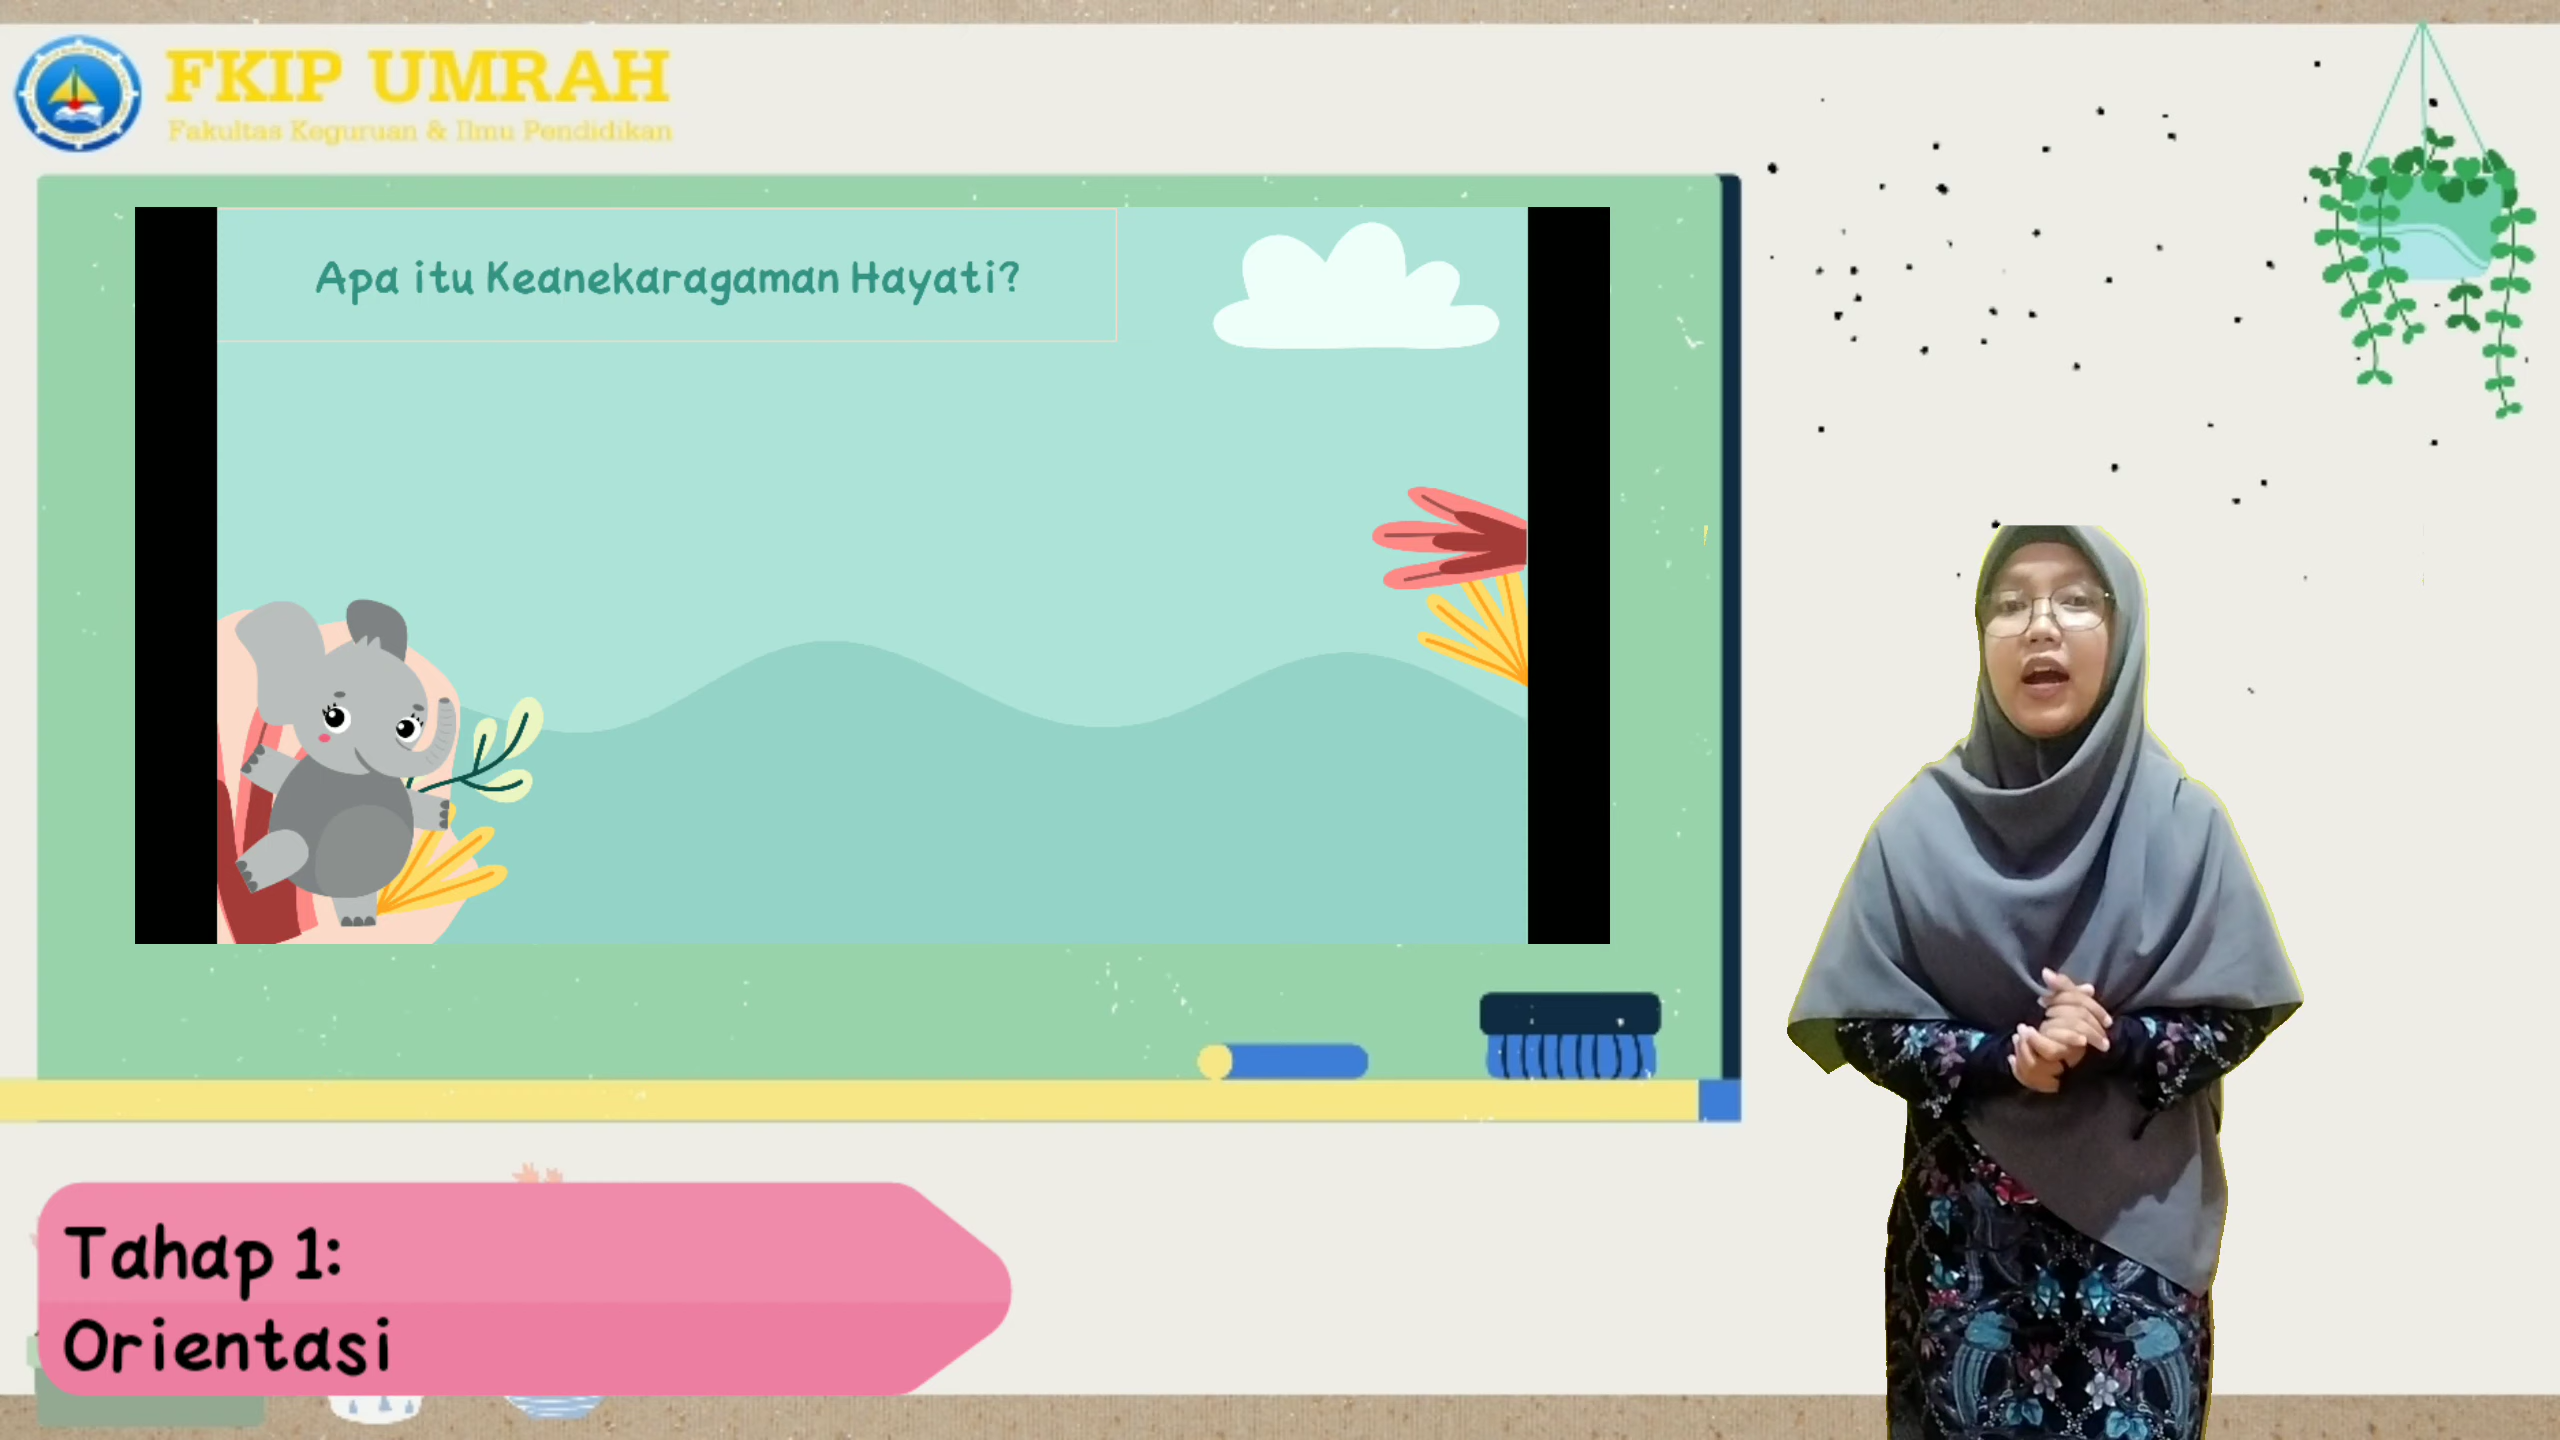 FKIP UMRAH
Fakultas Keguruan & Ilmu Pendidikan
Apa itu Keanekaragaman Hayati?
Tahap 1:
Orientasi